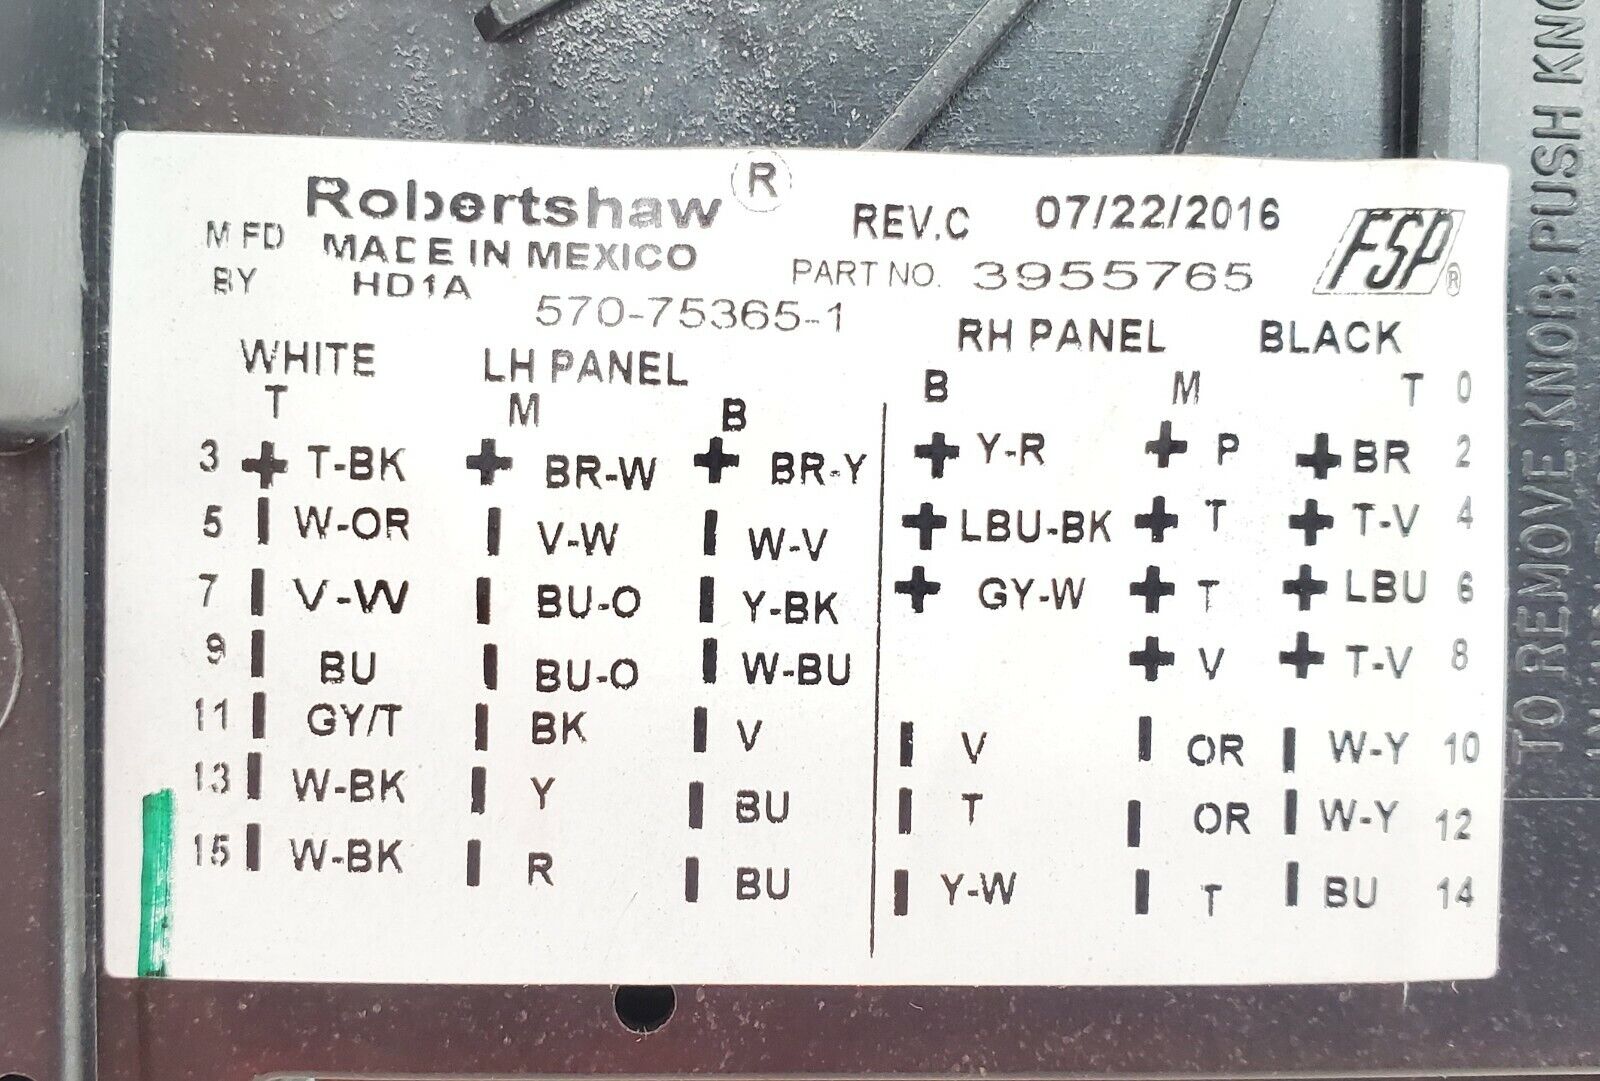 Robertshaw ®
MFD BY
MADE IN MEXICO
HD1A
570-75365-1
REV.C 07/22/2016
PART NO. 3955765
FSP ®
WHITE LH PANEL RH PANEL BLACK
T M B B M T 0
3 + T-BK + BR-W + BR-Y + Y-R + P + BR 2
5 | W-OR | V-W | W-V + LBU-BK + T + T-V 4
7 | V-W | BU-O | Y-BK + GY-W + T + LBU 6
9 | BU | BU-O | W-BU + V + T-V 8
11 | GY/T | BK | V | V | OR | W-Y 10
13 | W-BK | Y | BU | T | OR | W-Y 12
15 | W-BK | R | BU | Y-W | T | BU 14
TO REMOVE KNOB: PUSH